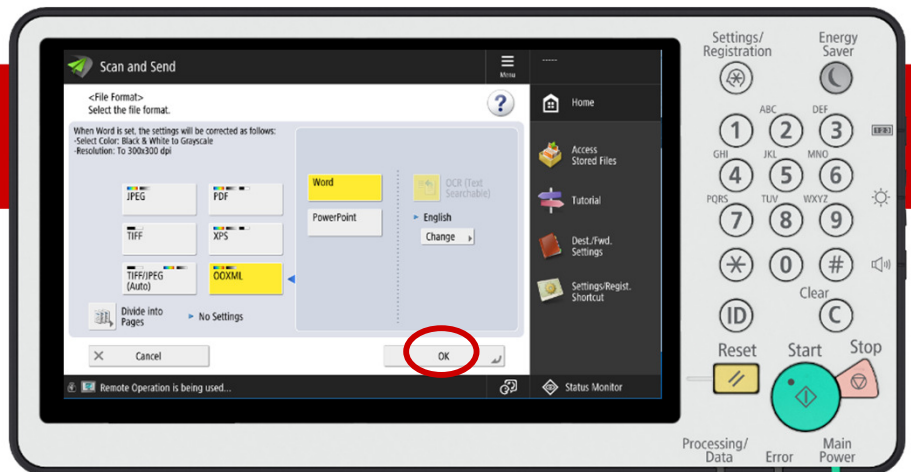 Scan and Send
Menu
-----
<File Format>
Select the file format.
?
When Word is set, the settings will be corrected as follows:
-Select Color: Black & White to Grayscale
-Resolution: To 300x300 dpi
JPEG
PDF
TIFF
XPS
TIFF/JPEG
(Auto)
OOXML
Word
PowerPoint
OCR (Text
Searchable)
English
Change
Divide into
Pages
No Settings
Cancel
OK
Remote Operation is being used...
Home
Access
Stored Files
Tutorial
Dest./Fwd.
Settings
Settings/Regist.
Shortcut
Status Monitor
Settings/
Registration
Energy
Saver
ABC
DEF
1
2
3
GHI
JKL
MNO
4
5
6
PQRS
TUV
WXYZ
7
8
9
0
#
Clear
ID
C
Reset
Start
Stop
Processing/
Data
Error
Main
Power